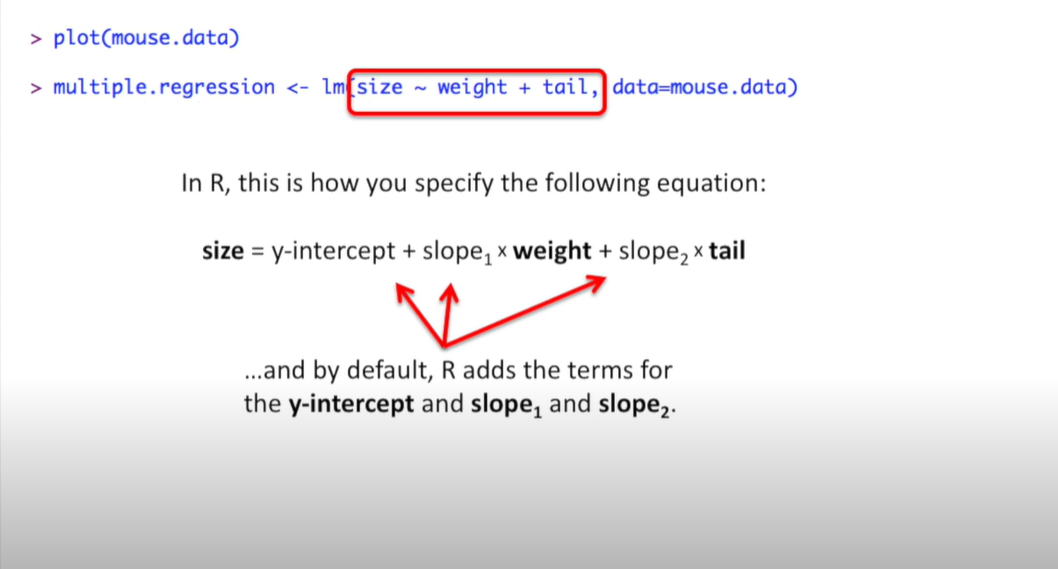 > plot(mouse.data)
> multiple.regression <- lm(size ~ weight + tail, data=mouse.data)
In R, this is how you specify the following equation:
size = y-intercept + slope₁ x weight + slope₂ x tail
...and by default, R adds the terms for
the y-intercept and slope₁ and slope₂.